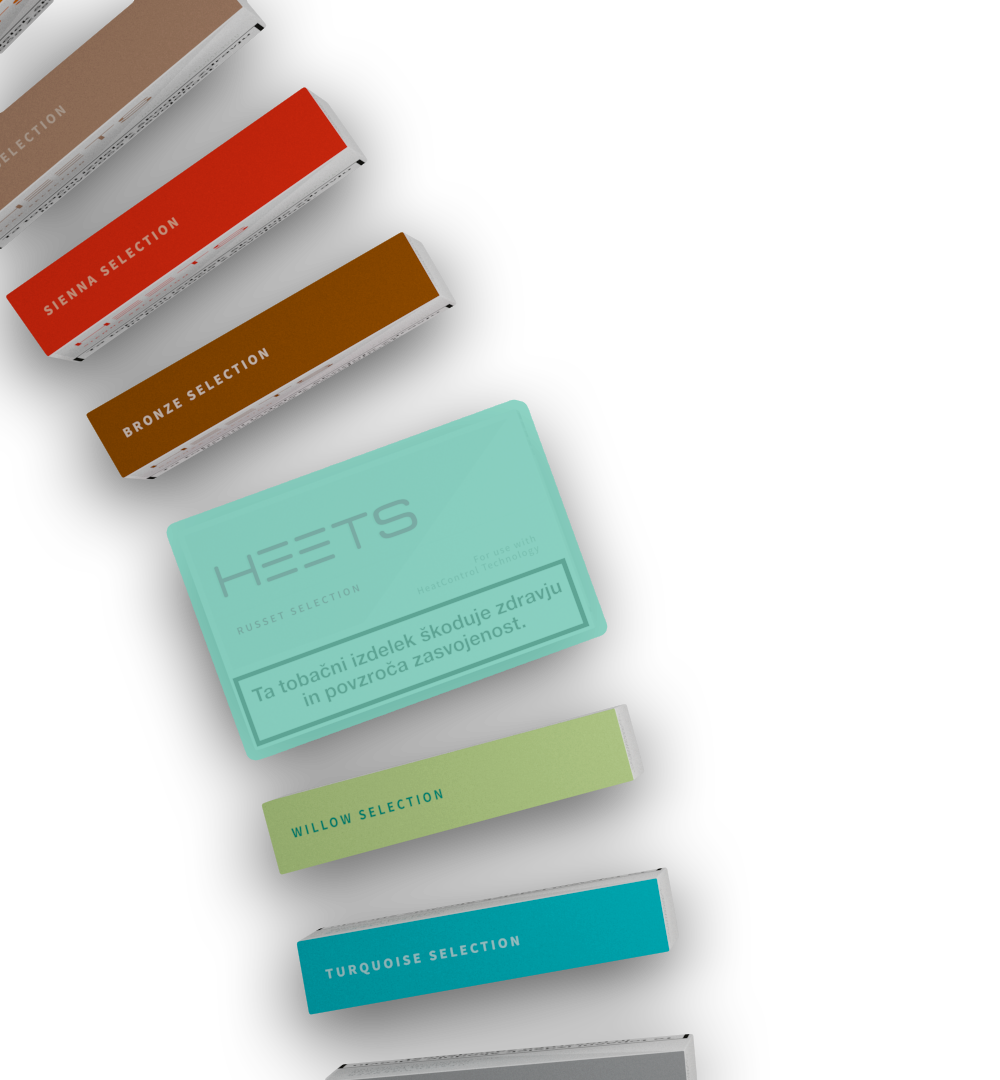 SELECTION
SIENNA SELECTION
BRONZE SELECTION
HEETS
For use with
HeatControl Technology
RUSSET SELECTION
Ta tobačni izdelek škoduje zdravju
in povzroča zasvojenost.
WILLOW SELECTION
TURQUOISE SELECTION